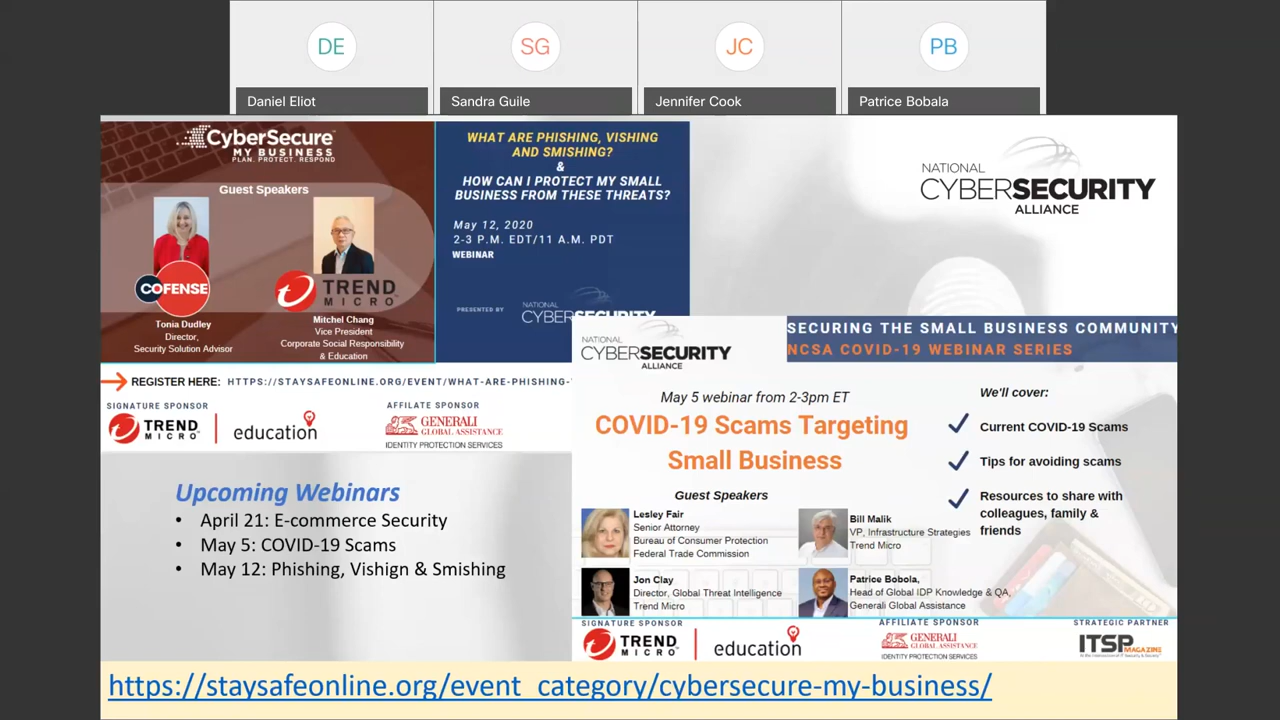 DE
SG
JC
PB
Daniel Eliot
Sandra Guile
Jennifer Cook
Patrice Bobala
CyberSecure
MY BUSINESS
PLAN. PROTECT. RESPOND
Guest Speakers
COFENSE
TREND
MICRO
Tonia Dudley
Director,
Security Solution Advisor
Mitchel Chang
Vice President
Corporate Social Responsibility
& Education
WHAT ARE PHISHING, VISHING
AND SMISHING?
&
HOW CAN I PROTECT MY SMALL
BUSINESS FROM THESE THREATS?
May 12, 2020
2-3 P.M. EDT/11 A.M. PDT
WEBINAR
PRESENTED BY
NATIONAL
CYBERSECURITY
NATIONAL
CYBERSECURITY
ALLIANCE
REGISTER HERE: HTTPS://STAYSAFEONLINE.ORG/EVENT/WHAT-ARE-PHISHING-
SIGNATURE SPONSOR
TREND
MICRO
education
AFFILATE SPONSOR
GENERALI
GLOBAL ASSISTANCE
IDENTITY PROTECTION SERVICES
NATIONAL
CYBERSECURITY
ALLIANCE
SECURING THE SMALL BUSINESS COMMUNITY
NCSA COVID-19 WEBINAR SERIES
May 5 webinar from 2-3pm ET
COVID-19 Scams Targeting
Small Business
We'll cover:
Current COVID-19 Scams
Tips for avoiding scams
Resources to share with
colleagues, family &
friends
Guest Speakers
Lesley Fair
Senior Attorney
Bureau of Consumer Protection
Federal Trade Commission
Bill Malik
VP, Infrastructure Strategies
Trend Micro
Jon Clay
Director, Global Threat Intelligence
Trend Micro
Patrice Bobola,
Head of Global IDP Knowledge & QA,
Generali Global Assistance
SIGNATURE SPONSOR
TREND
MICRO
education
AFFILIATE SPONSOR
GENERALI
GLOBAL ASSISTANCE
IDENTITY PROTECTION SERVICES
STRATEGIC PARTNER
ITSP
MAGAZINE
Upcoming Webinars
• April 21: E-commerce Security
• May 5: COVID-19 Scams
• May 12: Phishing, Vishign & Smishing
https://staysafeonline.org/event_category/cybersecure-my-business/